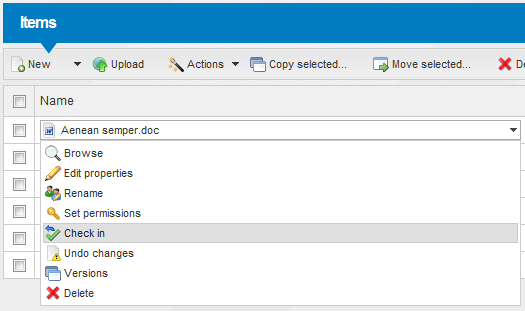 Items
New Upload Actions Copy selected... Move selected...
Name
Aenean semper.doc
Browse
Edit properties
Rename
Set permissions
Check in
Undo changes
Versions
Delete